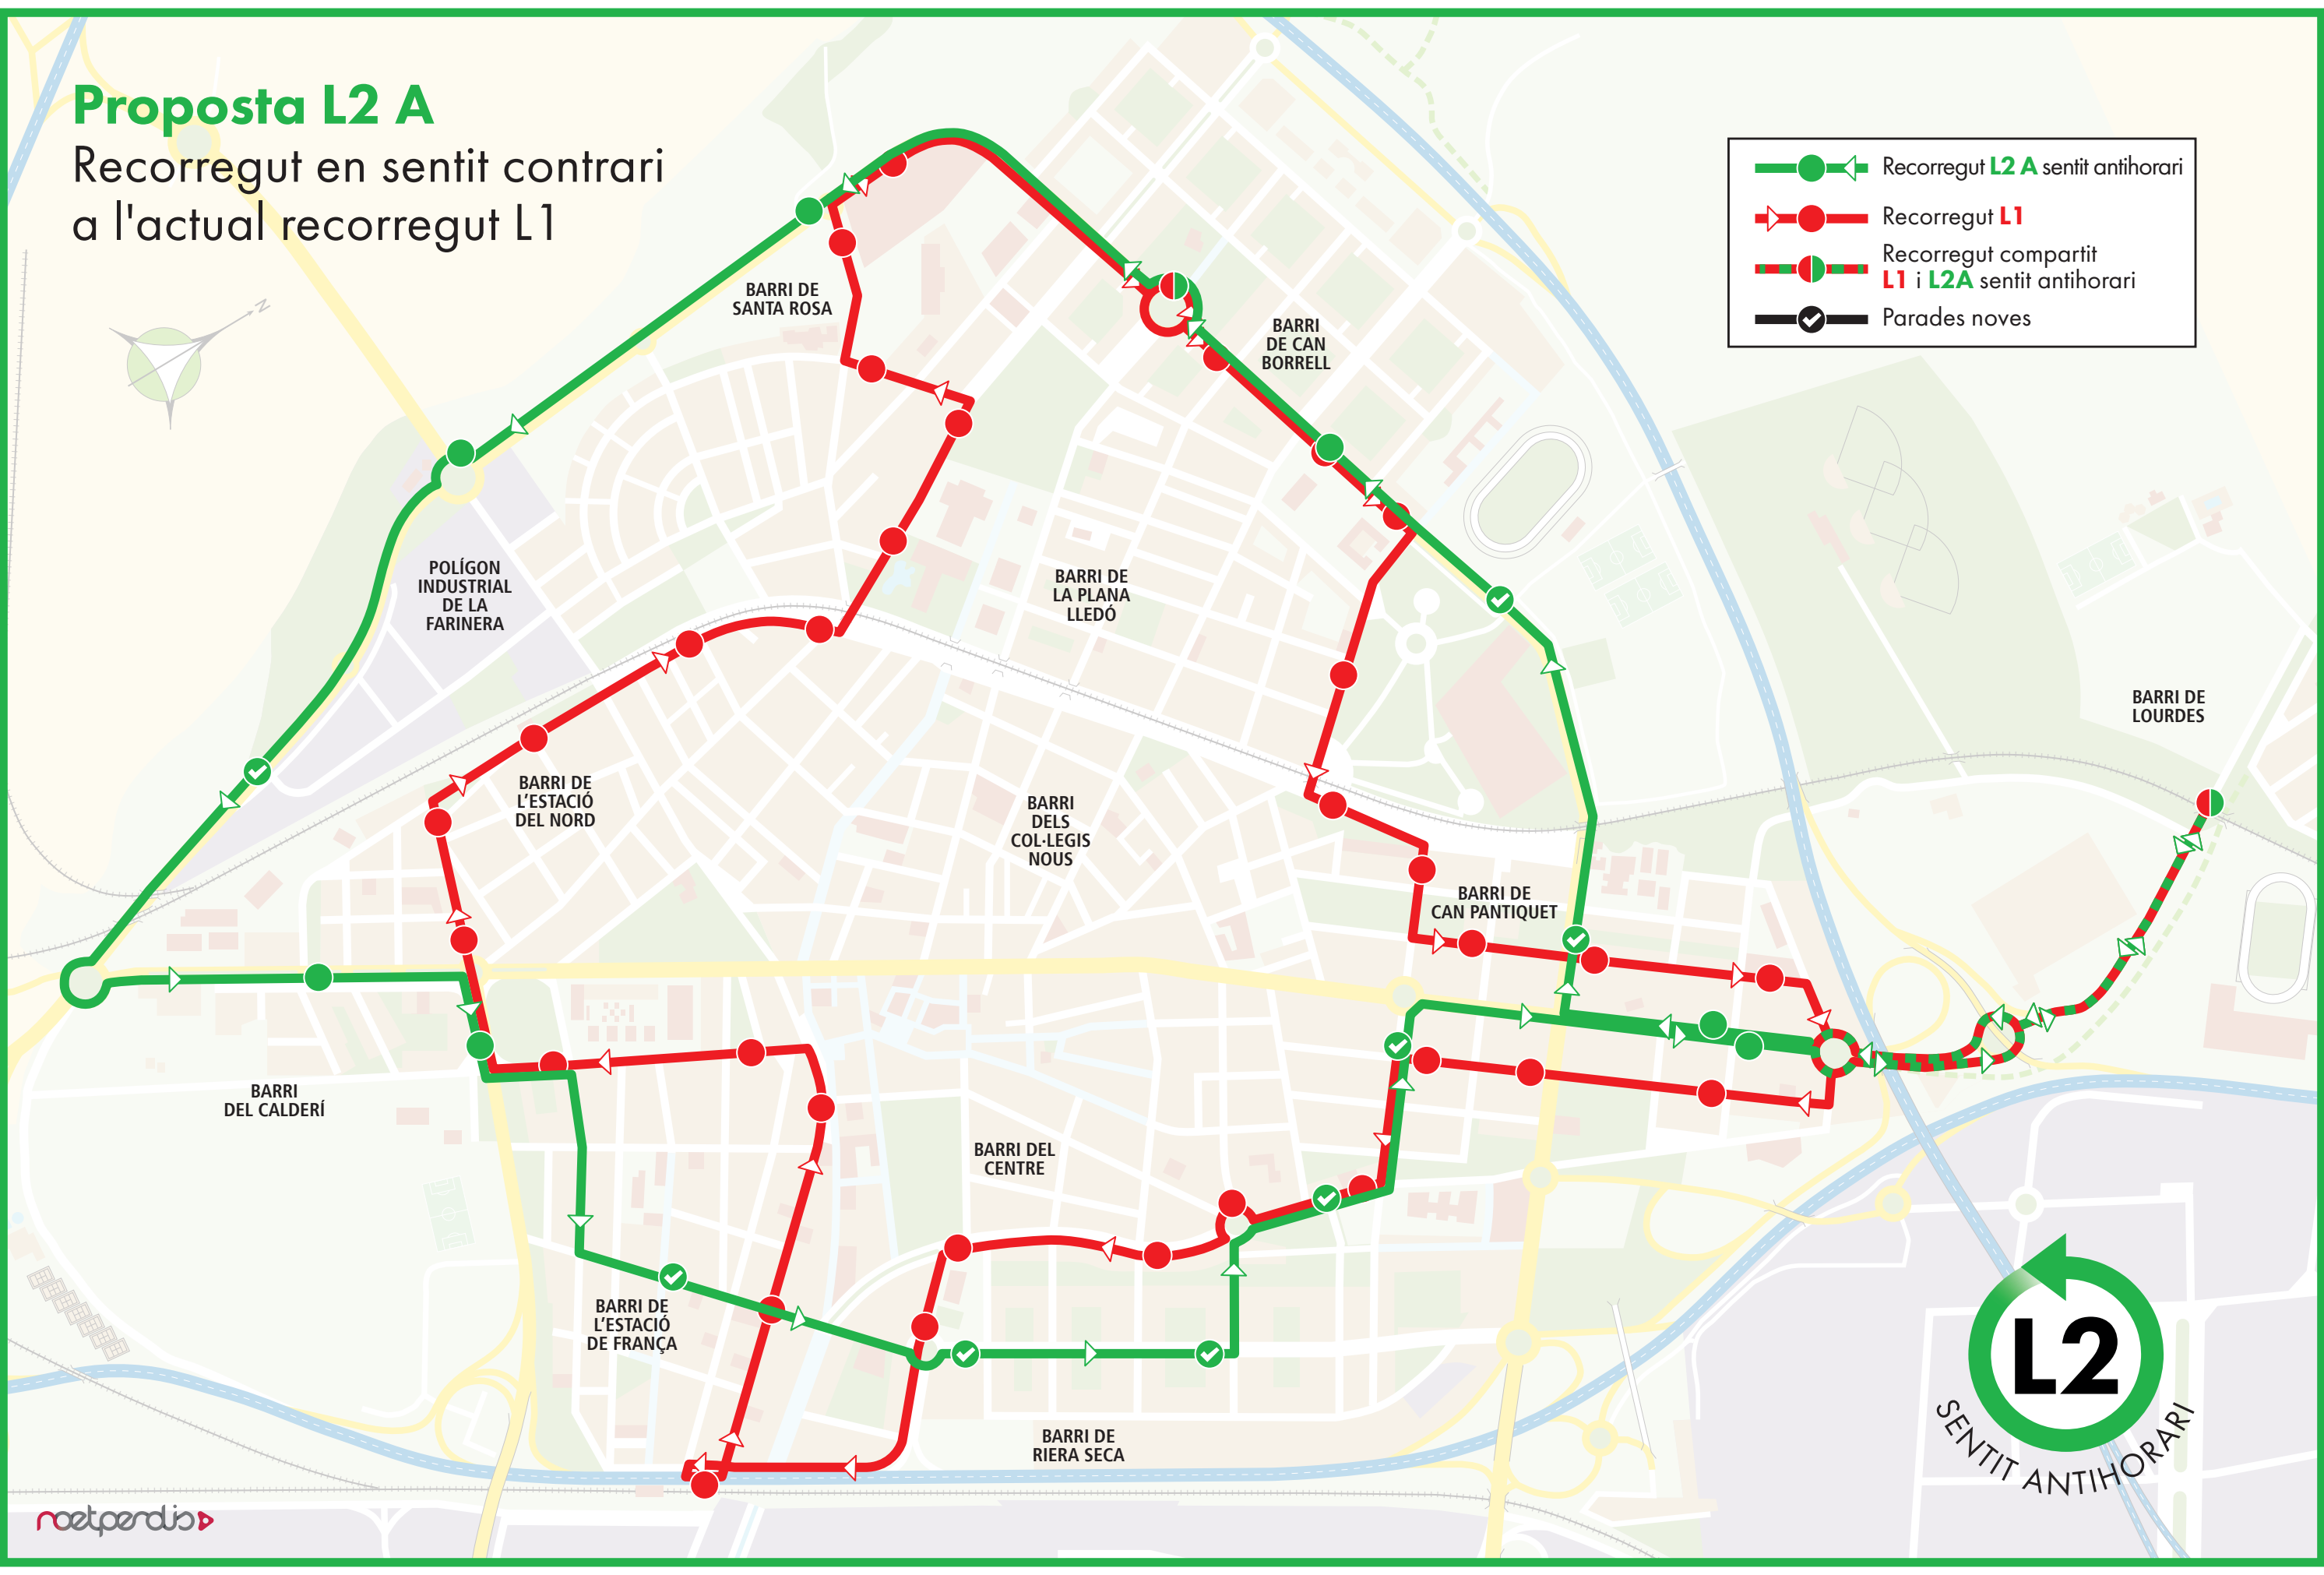 Proposta L2 A
Recorregut en sentit contrari
a l'actual recorregut L1
Recorregut L2 A sentit antihorari
Recorregut L1
Recorregut compartit
L1 i L2A sentit antihorari
Parades noves
N
BARRI DE
SANTA ROSA
BARRI
DE CAN
BORRELL
POLÍGON
INDUSTRIAL
DE LA
FARINERA
BARRI DE
LA PLANA
LLEDÓ
BARRI DE
LOURDES
BARRI DE
L'ESTACIÓ
DEL NORD
BARRI
DELS
COL·LEGIS
NOUS
BARRI DE
CAN PANTIQUET
BARRI
DEL CALDERÍ
BARRI DEL
CENTRE
BARRI DE
L'ESTACIÓ
DE FRANÇA
BARRI DE
RIERA SECA
L2
SENTIT ANTIHORARI
noetperdis